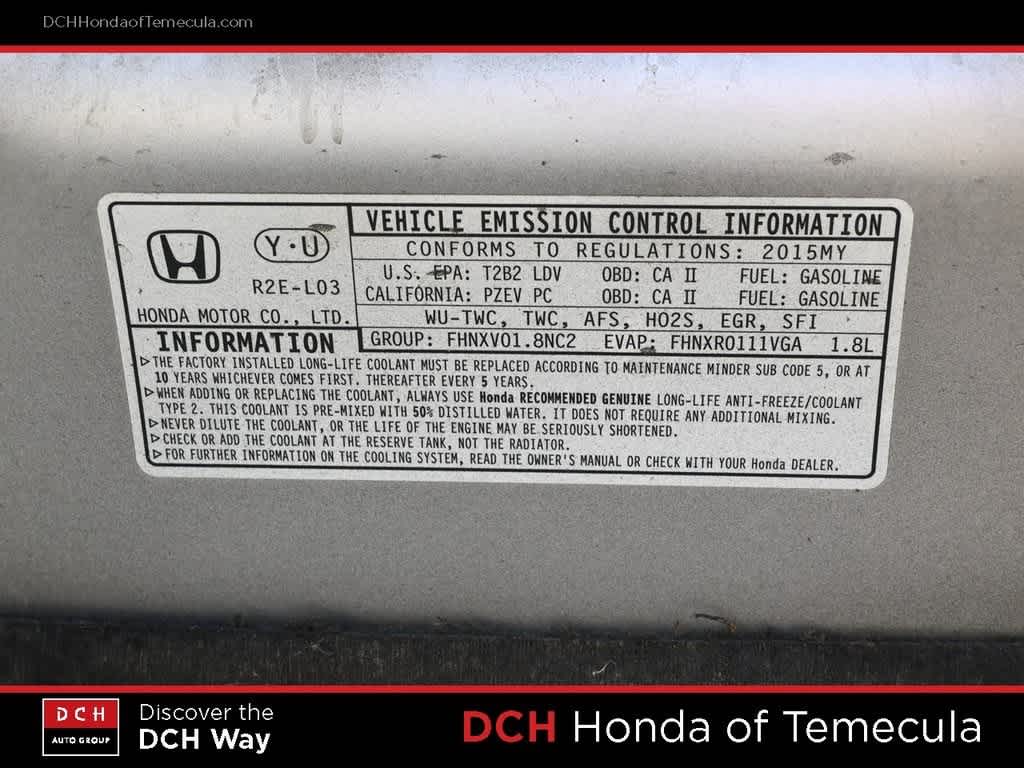 DCHHondaofTemecula.com
VEHICLE EMISSION CONTROL INFORMATION
Y·U
CONFORMS TO REGULATIONS: 2015MY
R2E-L03
U.S. EPA: T2B2 LDV OBD: CA II FUEL: GASOLINE
CALIFORNIA: PZEV PC OBD: CA II FUEL: GASOLINE
HONDA MOTOR CO., LTD.
WU-TWC, TWC, AFS, HO2S, EGR, SFI
INFORMATION
GROUP: FHNXV01.8NC2 EVAP: FHNXR0111VGA 1.8L
▷THE FACTORY INSTALLED LONG-LIFE COOLANT MUST BE REPLACED ACCORDING TO MAINTENANCE MINDER SUB CODE 5, OR AT
10 YEARS WHICHEVER COMES FIRST. THEREAFTER EVERY 5 YEARS.
▷WHEN ADDING OR REPLACING THE COOLANT, ALWAYS USE Honda RECOMMENDED GENUINE LONG-LIFE ANTI-FREEZE/COOLANT
TYPE 2. THIS COOLANT IS PRE-MIXED WITH 50% DISTILLED WATER. IT DOES NOT REQUIRE ANY ADDITIONAL MIXING.
▷NEVER DILUTE THE COOLANT, OR THE LIFE OF THE ENGINE MAY BE SERIOUSLY SHORTENED.
▷CHECK OR ADD THE COOLANT AT THE RESERVE TANK, NOT THE RADIATOR.
▷FOR FURTHER INFORMATION ON THE COOLING SYSTEM, READ THE OWNER'S MANUAL OR CHECK WITH YOUR Honda DEALER.
DCH
AUTO GROUP
Discover the
DCH Way
DCH Honda of Temecula